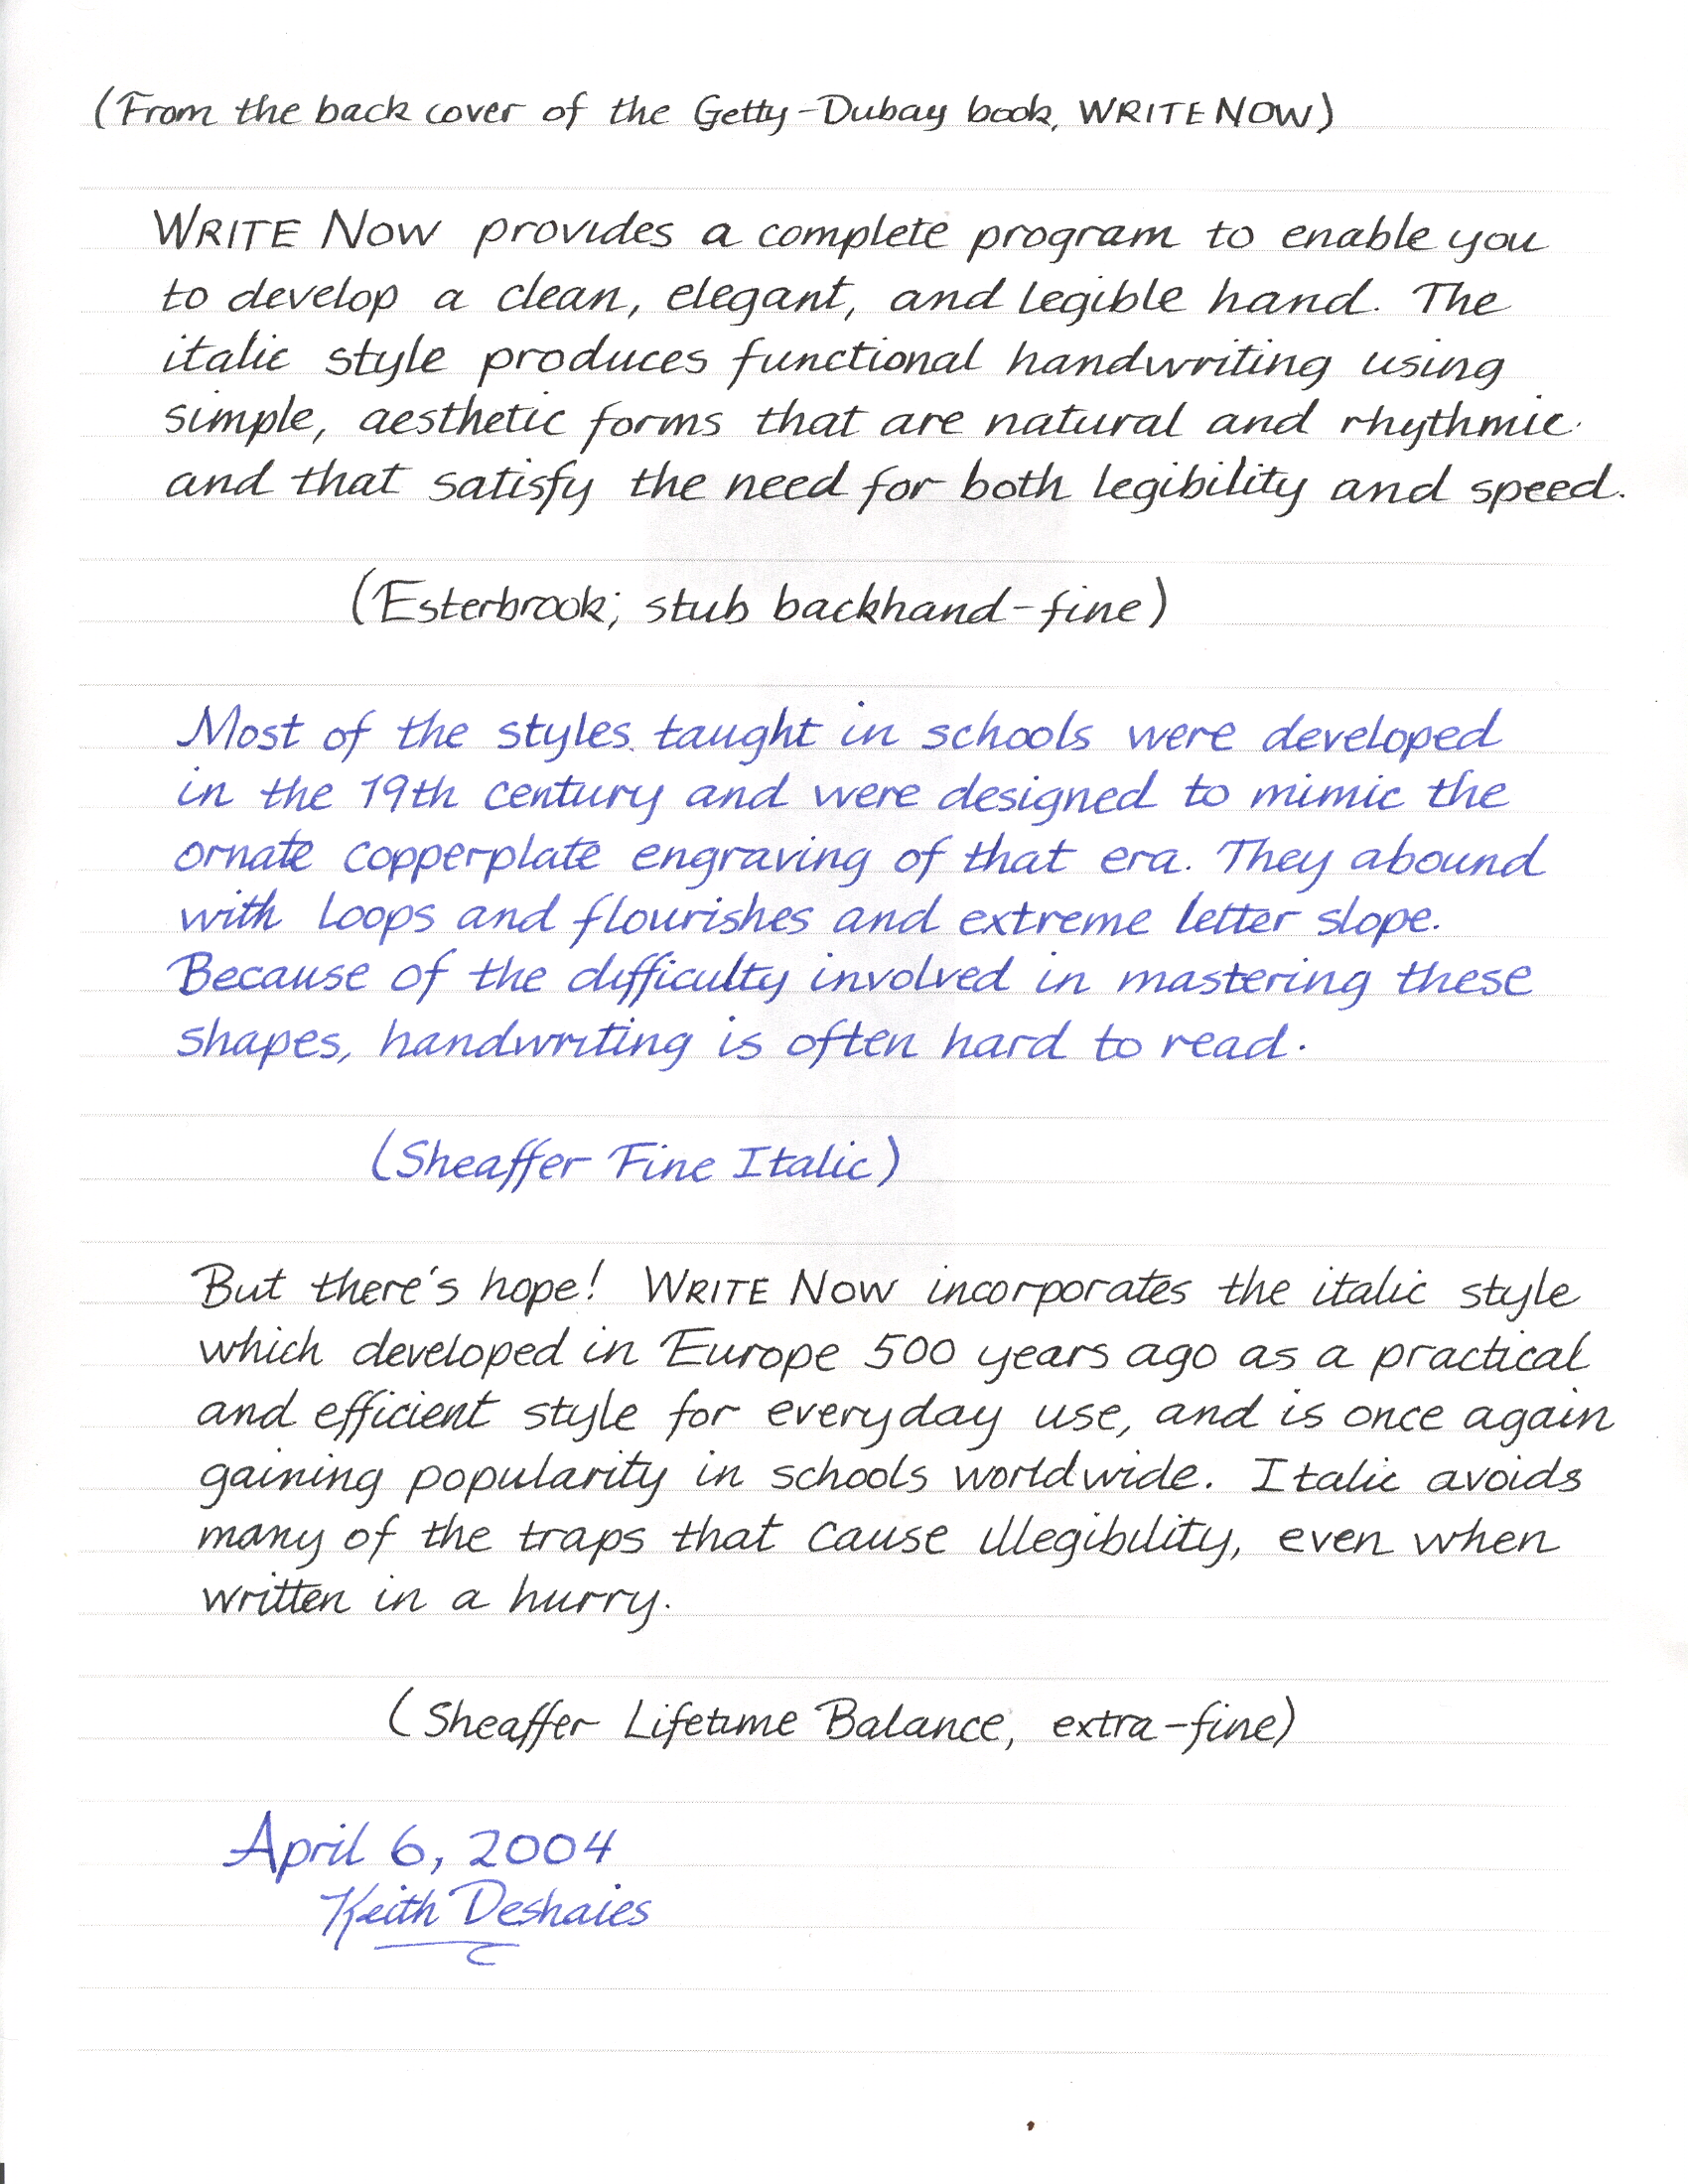 (From the back cover of the Getty-Dubay book, WRITE NOW)
WRITE NOW provides a complete program to enable you
to develop a clean, elegant, and legible hand. The
italic style produces functional handwriting using
simple, aesthetic forms that are natural and rhythmic
and that satisfy the need for both legibility and speed.
(Esterbrook; stub backhand-fine)
Most of the styles taught in schools were developed
in the 19th century and were designed to mimic the
ornate copperplate engraving of that era. They abound
with loops and flourishes and extreme letter slope.
Because of the difficulty involved in mastering these
shapes, handwriting is often hard to read.
(Sheaffer Fine Italic)
But there's hope! WRITE NOW incorporates the italic style
which developed in Europe 500 years ago as a practical
and efficient style for everyday use, and is once again
gaining popularity in schools worldwide. Italic avoids
many of the traps that cause illegibility, even when
written in a hurry.
(Sheaffer Lifetime Balance, extra-fine)
April 6, 2004
Keith Deshaies